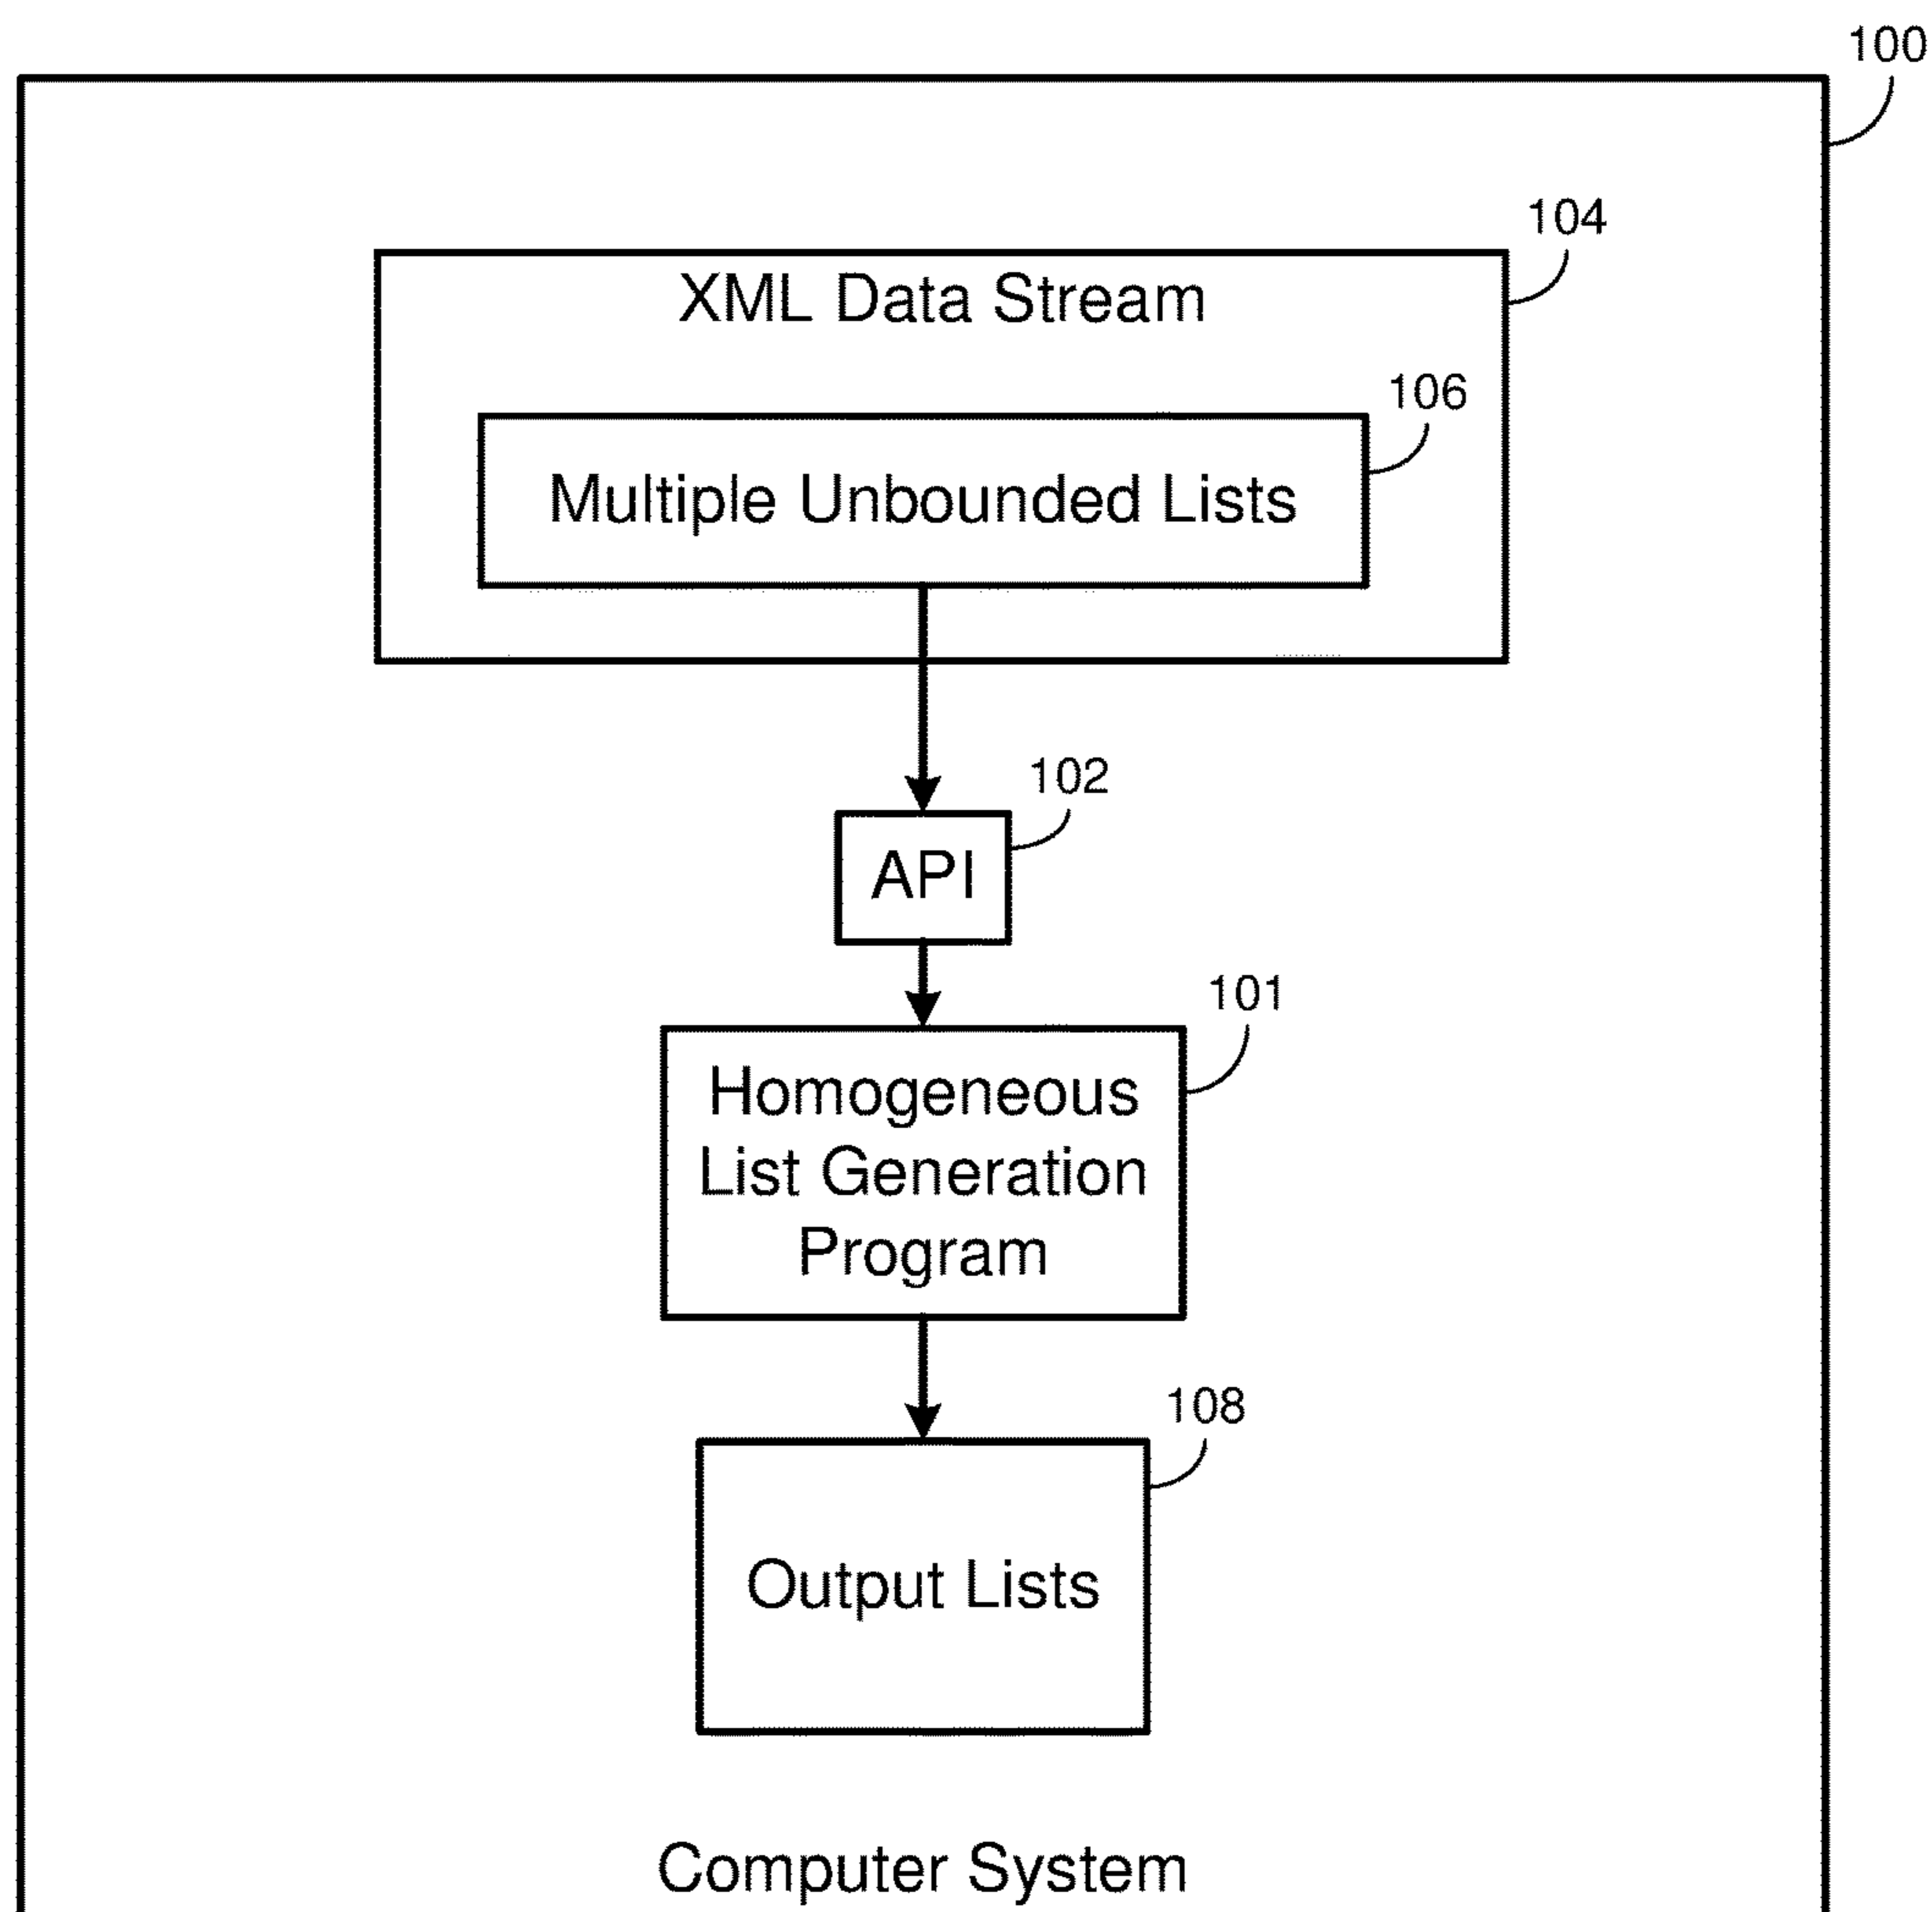 100
104
XML Data Stream
106
Multiple Unbounded Lists
102
API
101
Homogeneous
List Generation
Program
108
Output Lists
Computer System